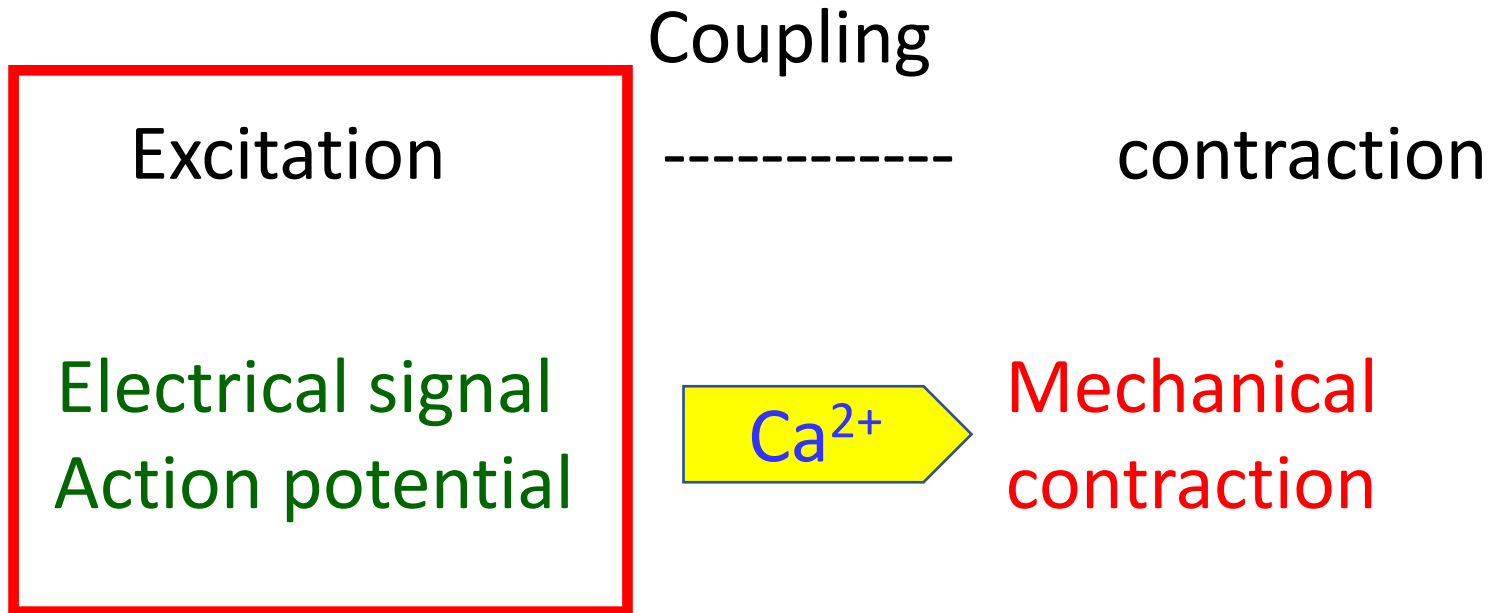 Coupling
Excitation ------------ contraction
Electrical signal
Action potential
Ca²⁺
Mechanical
contraction